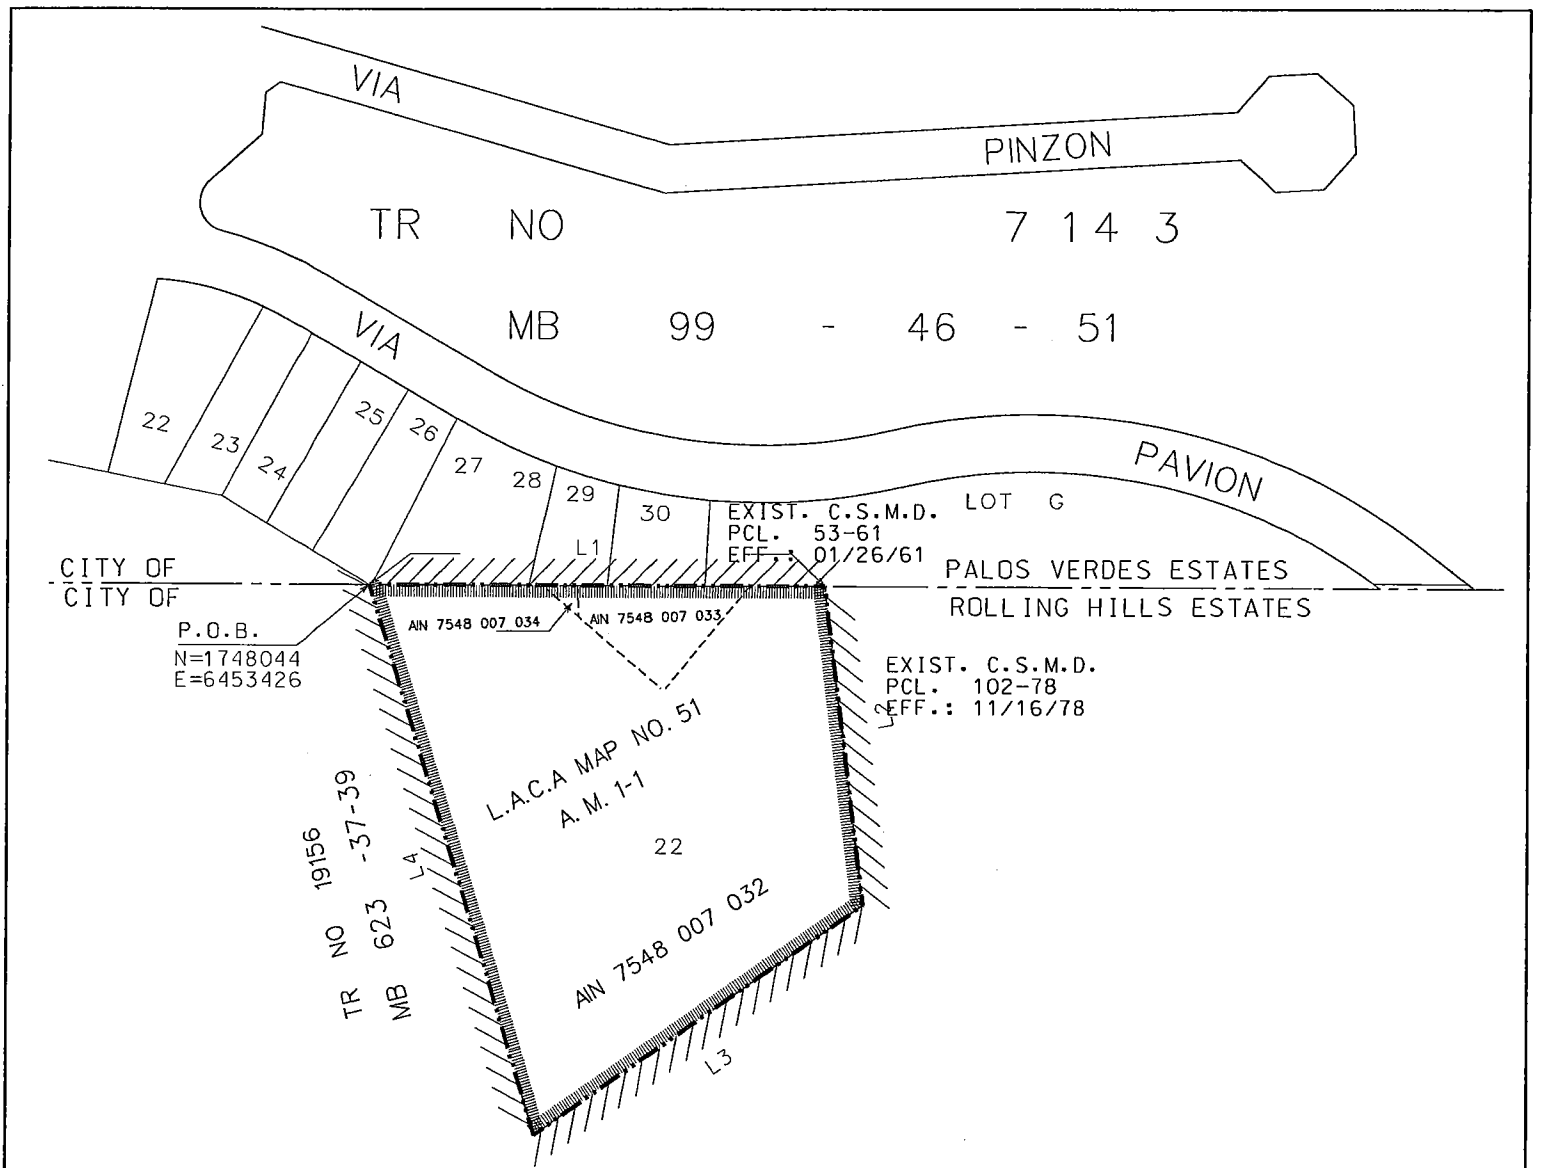 VIA
PINZON
TR NO 7 14 3
MB 99 - 46 - 51
VIA
PAVION
22
23
24
25
26
27
28
29
30
LOT G
EXIST. C.S.M.D.
PCL. 53-61
EFF.: 01/26/61
L1
CITY OF PALOS VERDES ESTATES
CITY OF ROLLING HILLS ESTATES
P.O.B.
N=1748044
E=6453426
AIN 7548 007 034
AIN 7548 007 033
EXIST. C.S.M.D.
PCL. 102-78
EFF.: 11/16/78
L2
L.A.C.A MAP NO. 51
A. M. 1-1
22
AIN 7548 007 032
TR NO 19156
MB 623 -37-39
L4
L3